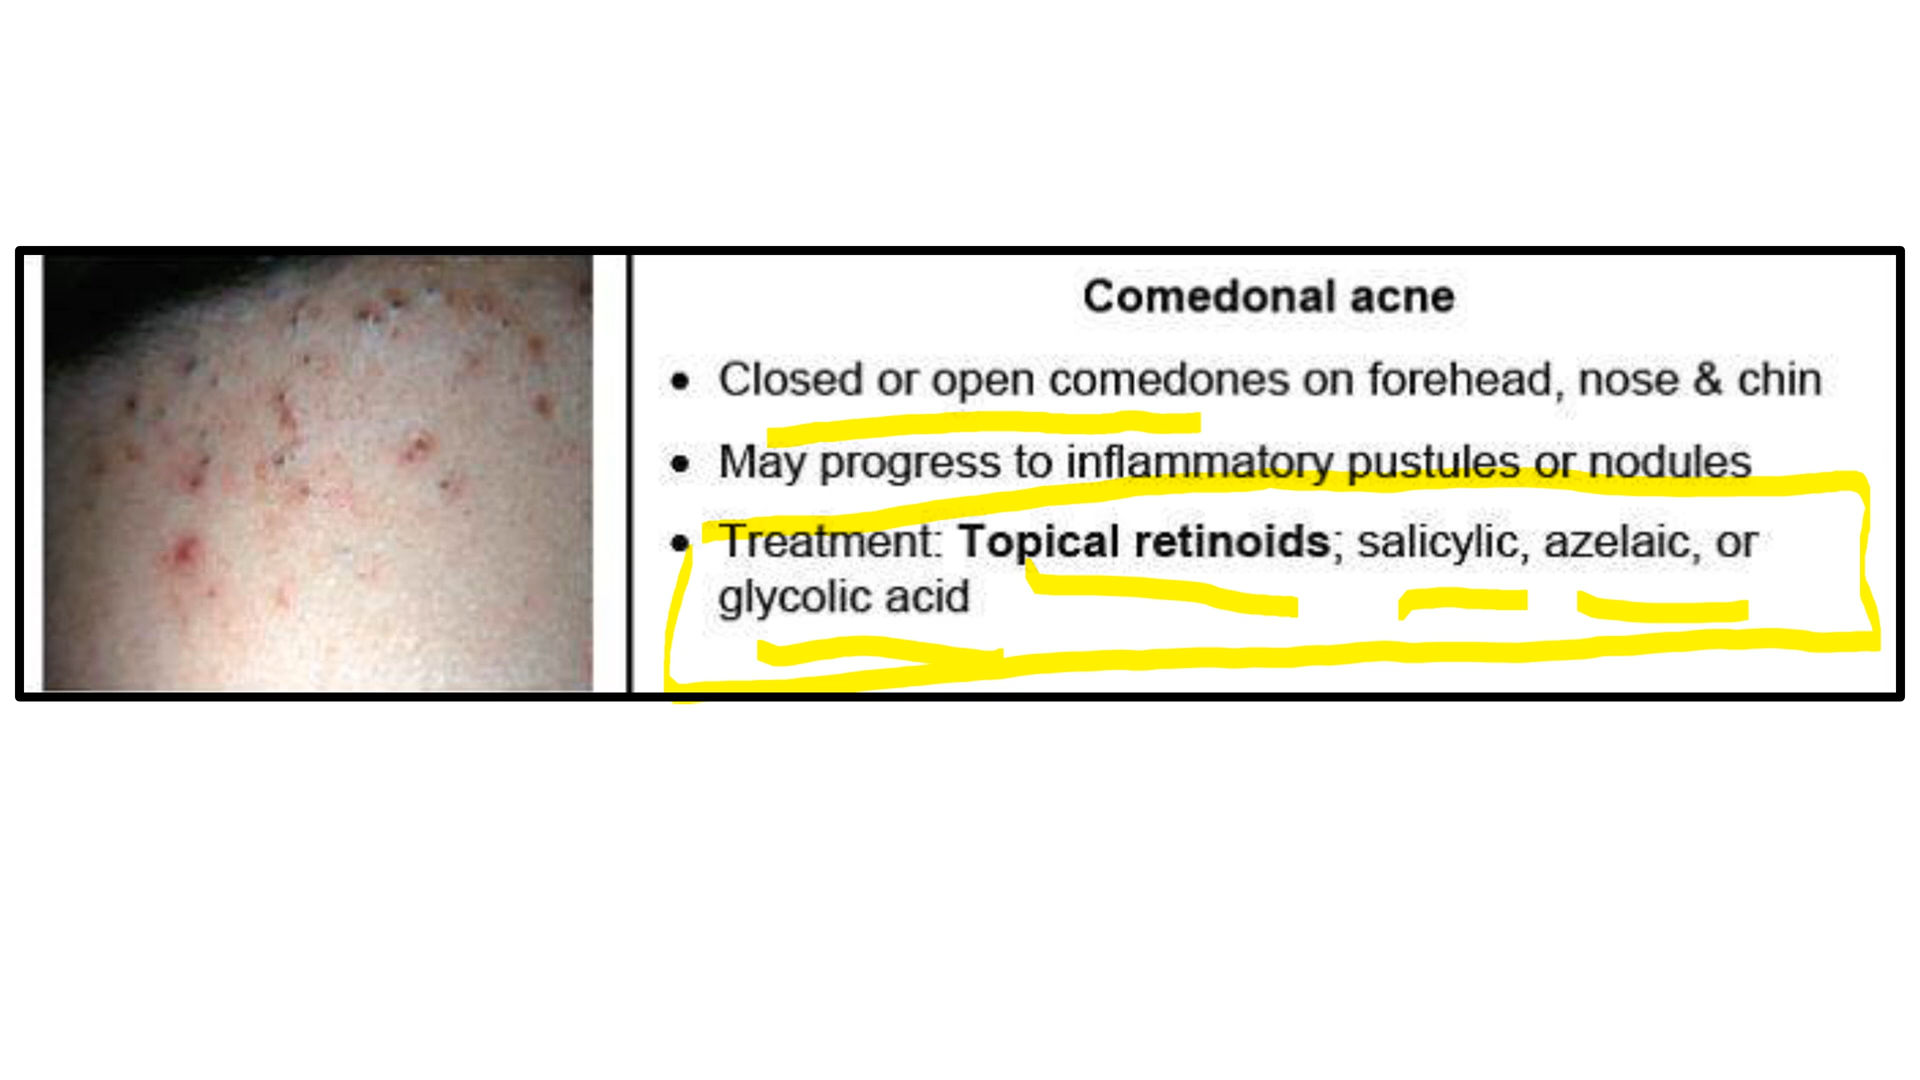 Comedonal acne
• Closed or open comedones on forehead, nose & chin
• May progress to inflammatory pustules or nodules
• Treatment: Topical retinoids; salicylic, azelaic, or
glycolic acid